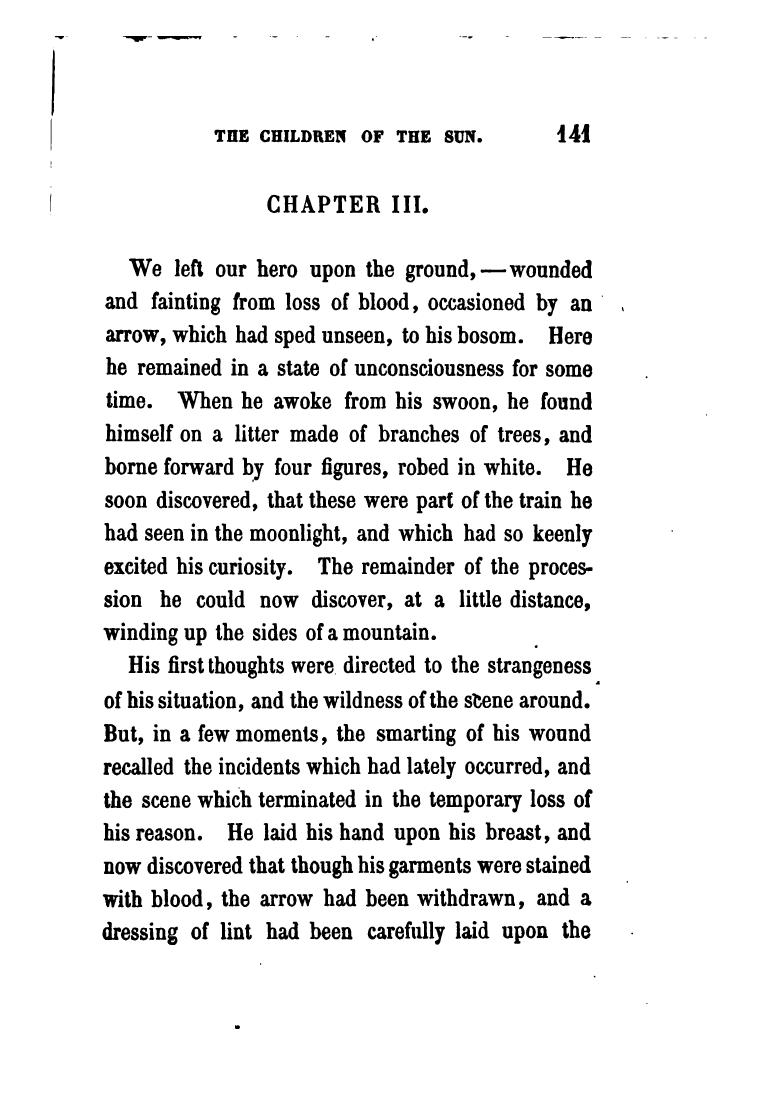 THE CHILDREN OF THE SUN. 141
CHAPTER III.
We left our hero upon the ground, — wounded
and fainting from loss of blood, occasioned by an
arrow, which had sped unseen, to his bosom. Here
he remained in a state of unconsciousness for some
time. When he awoke from his swoon, he found
himself on a litter made of branches of trees, and
borne forward by four figures, robed in white. He
soon discovered, that these were part of the train he
had seen in the moonlight, and which had so keenly
excited his curiosity. The remainder of the proces-
sion he could now discover, at a little distance,
winding up the sides of a mountain.
His first thoughts were directed to the strangeness
of his situation, and the wildness of the scene around.
But, in a few moments, the smarting of his wound
recalled the incidents which had lately occurred, and
the scene which terminated in the temporary loss of
his reason. He laid his hand upon his breast, and
now discovered that though his garments were stained
with blood, the arrow had been withdrawn, and a
dressing of lint had been carefully laid upon the